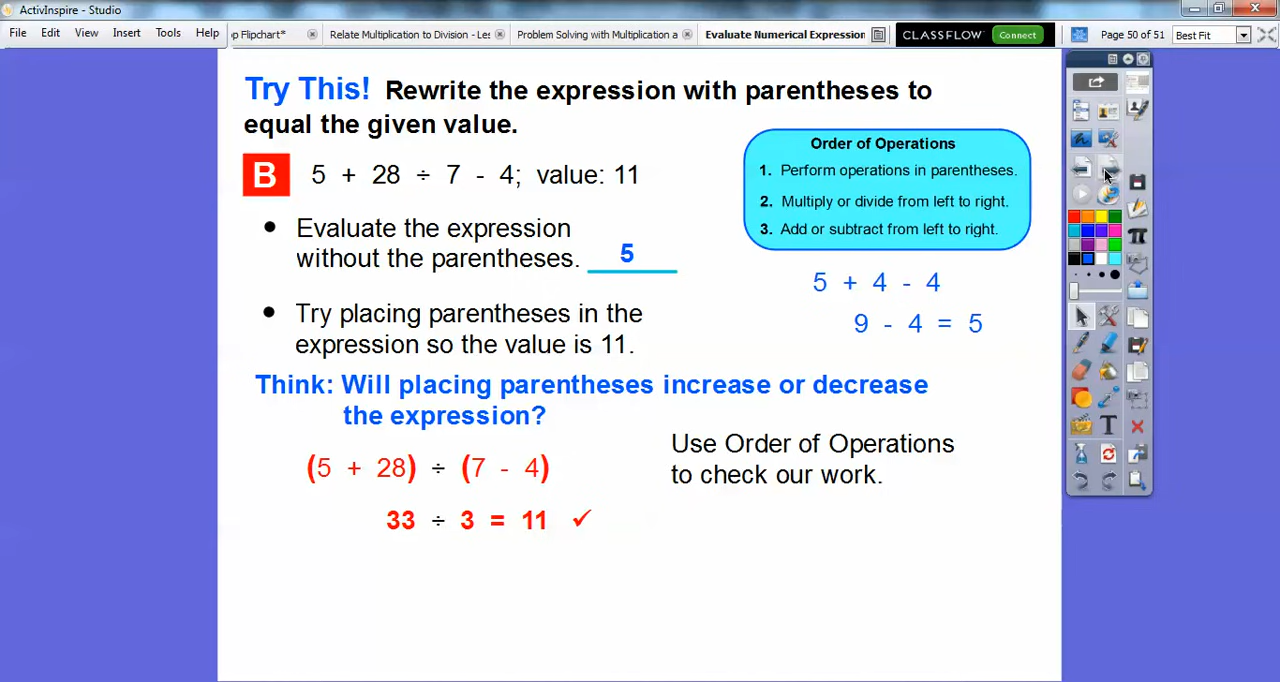 ActivInspire - Studio
File Edit View Insert Tools Help
p Flipchart* Relate Multiplication to Division - Les Problem Solving with Multiplication a Evaluate Numerical Expression CLASSFLOW Connect Page 50 of 51 Best Fit
Try This! Rewrite the expression with parentheses to
equal the given value.
B 5 + 28 ÷ 7 - 4; value: 11
Order of Operations
1. Perform operations in parentheses.
2. Multiply or divide from left to right.
3. Add or subtract from left to right.
• Evaluate the expression
without the parentheses. 5
5 + 4 - 4
9 - 4 = 5
• Try placing parentheses in the
expression so the value is 11.
Think: Will placing parentheses increase or decrease
the expression?
(5 + 28) ÷ (7 - 4)
33 ÷ 3 = 11 ✓
Use Order of Operations
to check our work.